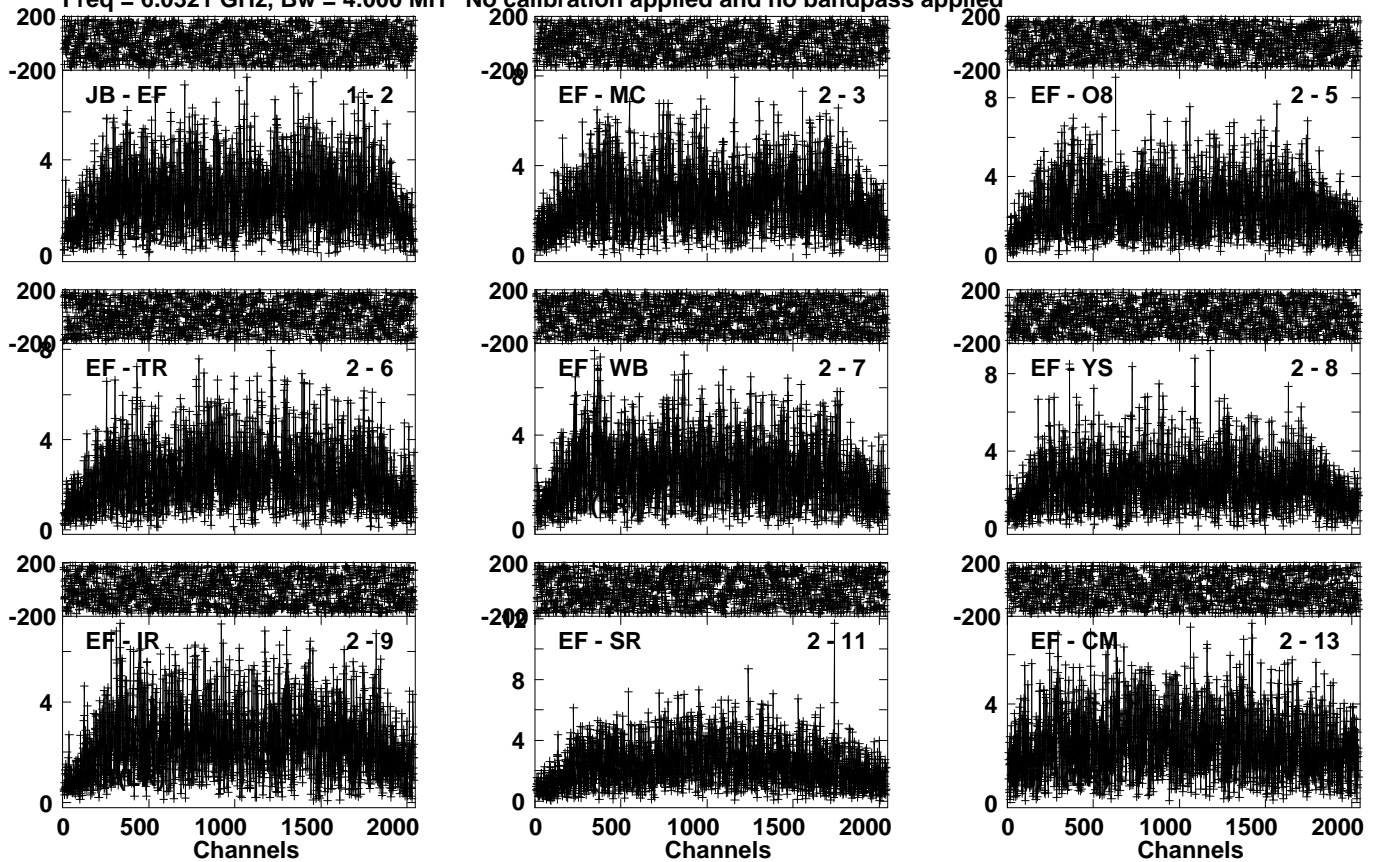 Freq = 6.0321 GHz, Bw = 4.000 MH No calibration applied and no bandpass applied
200 200 200
-200 -200 -200
8
JB - EF 1 - 2 EF - MC 2 - 3 EF - O8 2 - 5
8
4 4 4
0 0 0
200 200 200
-200 -200 -200
8
EF - TR 2 - 6 EF - WB 2 - 7 EF - YS 2 - 8
8
4 4 4
0 0 0
200 200 200
-200 -200 -200
12
EF - IR 2 - 9 EF - SR 2 - 11 EF - CM 2 - 13
8
4 4 4
0 0 0
0 500 1000 1500 2000 0 500 1000 1500 2000 0 500 1000 1500 2000
Channels Channels Channels